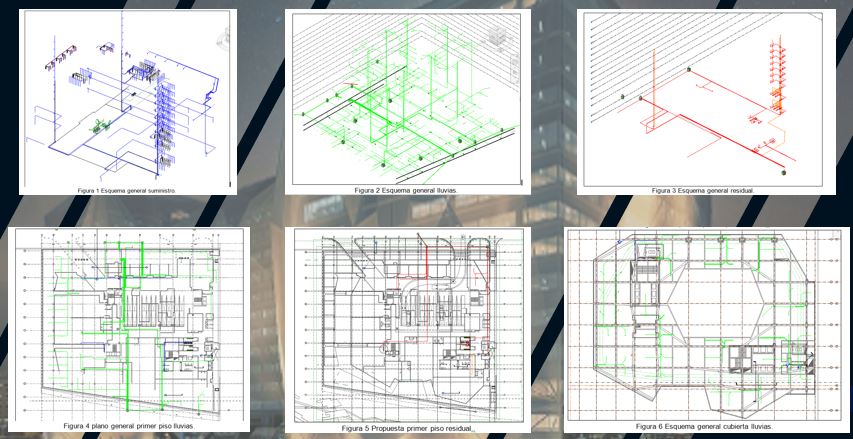 Figura 1 Esquema general suministro.
Figura 2 Esquema general lluvias.
Figura 3 Esquema general residual.
Figura 4 plano general primer piso lluvias.
Figura 5 Propuesta primer piso residual_
Figura 6 Esquema general cubierta lluvias.